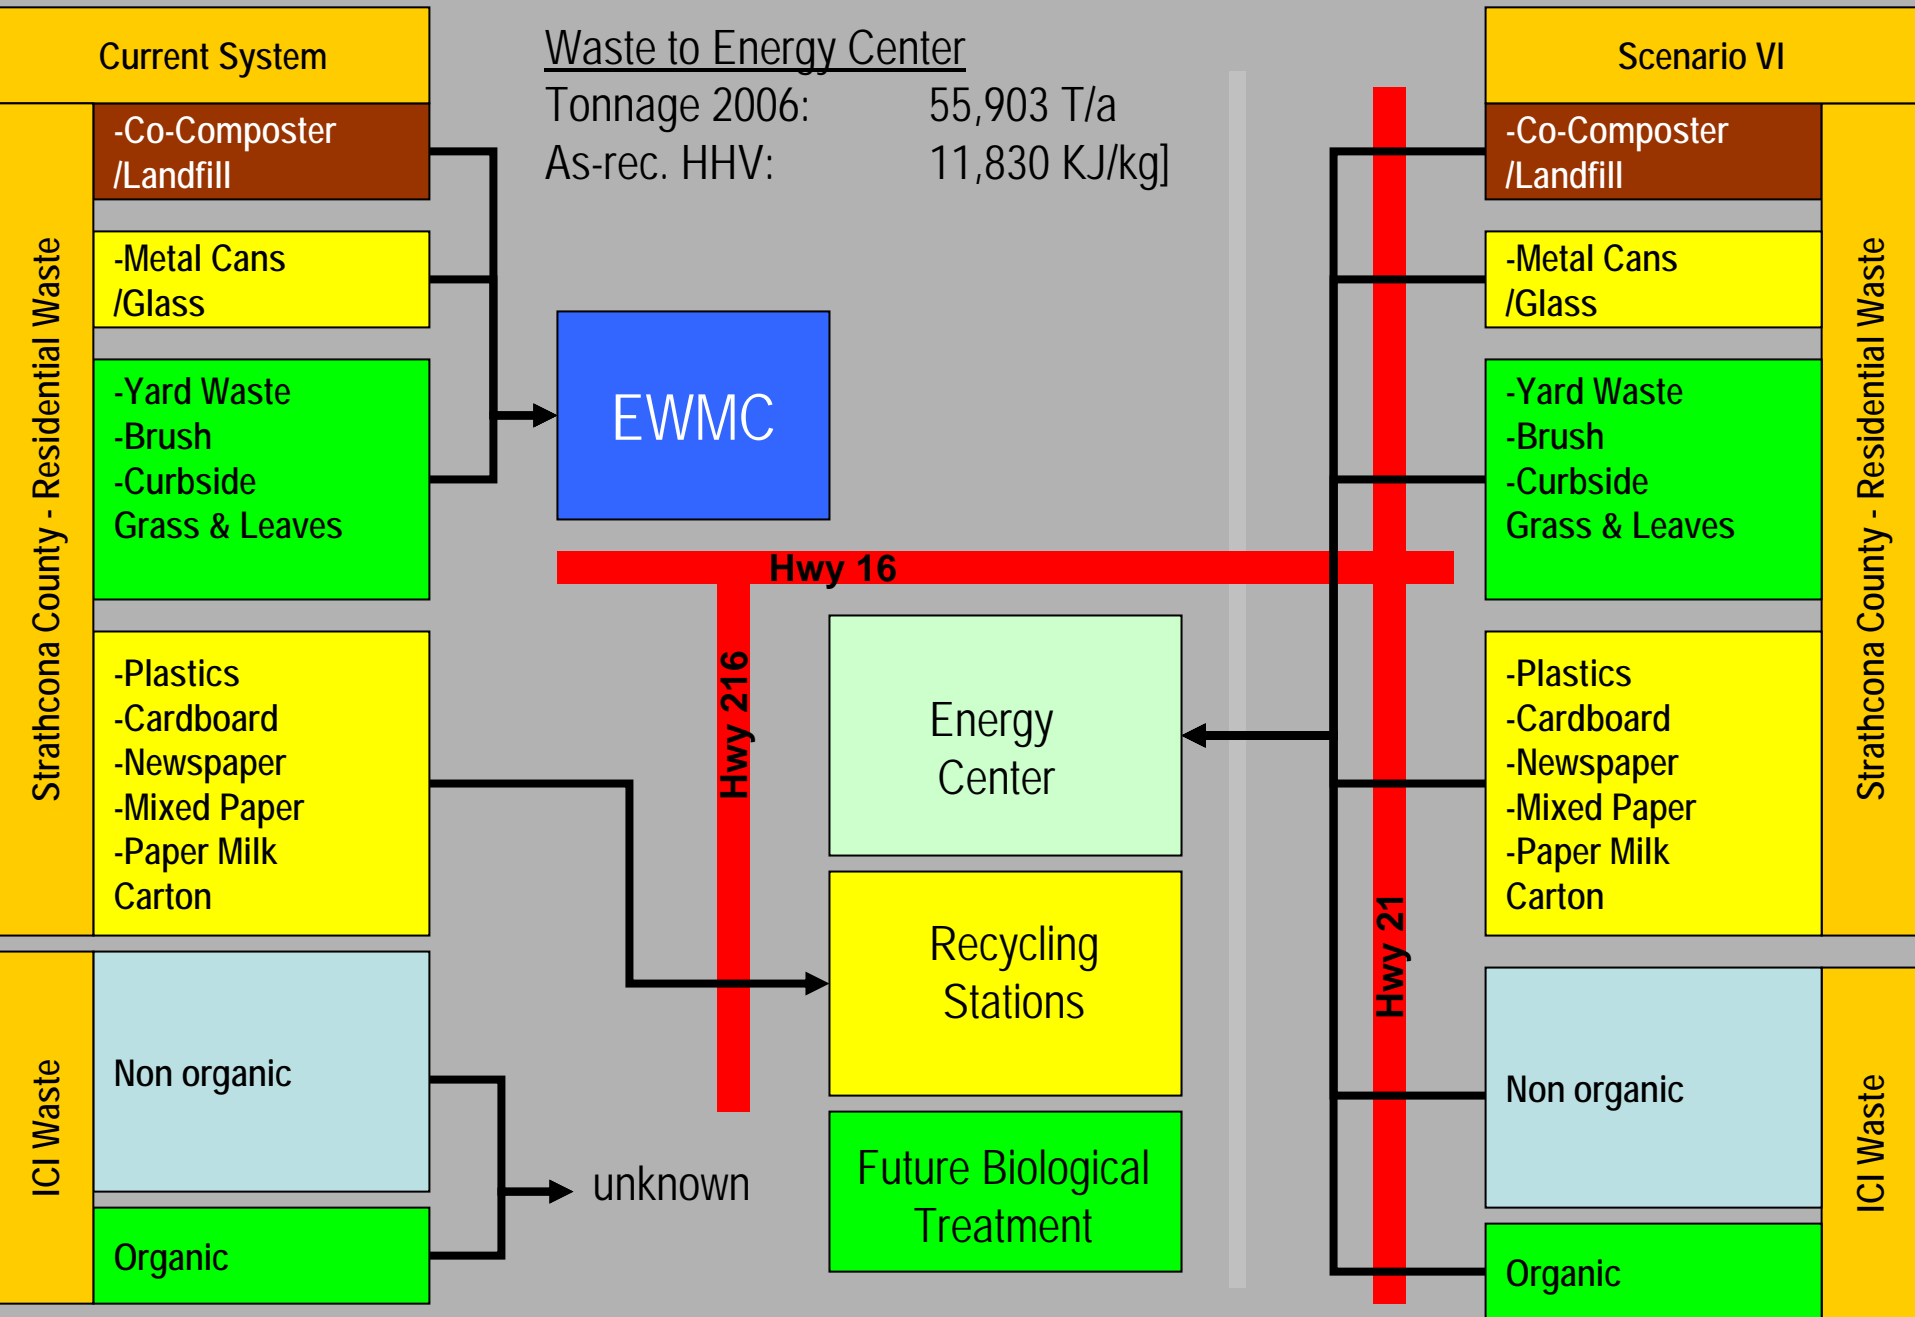 Current System
Strathcona County - Residential Waste
-Co-Composter
/Landfill
-Metal Cans
/Glass
-Yard Waste
-Brush
-Curbside
Grass & Leaves
-Plastics
-Cardboard
-Newspaper
-Mixed Paper
-Paper Milk
Carton
ICI Waste
Non organic
Organic
Waste to Energy Center
Tonnage 2006: 55,903 T/a
As-rec. HHV: 11,830 KJ/kg]
EWMC
Hwy 16
Hwy 216
Energy
Center
Recycling
Stations
Future Biological
Treatment
unknown
Hwy 21
Scenario VI
-Co-Composter
/Landfill
-Metal Cans
/Glass
-Yard Waste
-Brush
-Curbside
Grass & Leaves
-Plastics
-Cardboard
-Newspaper
-Mixed Paper
-Paper Milk
Carton
Strathcona County - Residential Waste
Non organic
Organic
ICI Waste